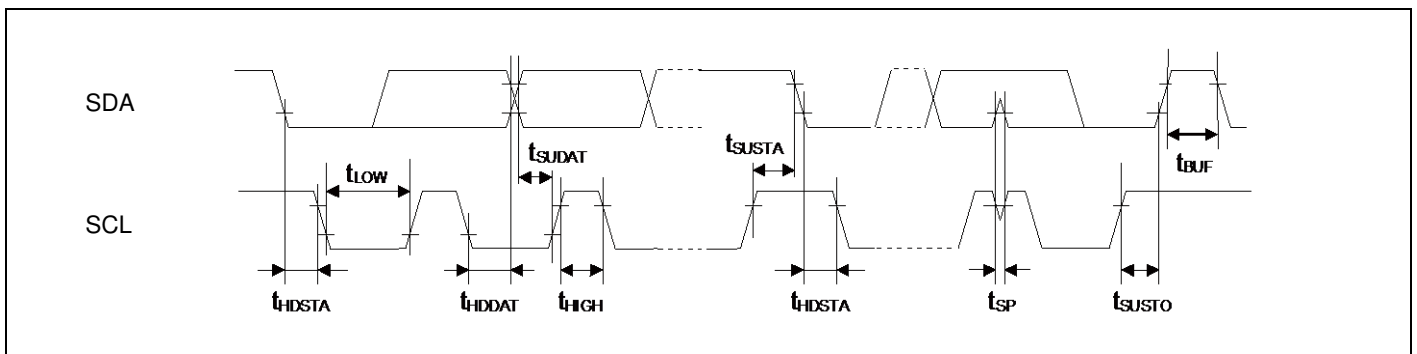 SDA
tSUDAT
tSUSTA
tBUF
tLOW
SCL
tHDSTA
tHDDAT
tHIGH
tHDSTA
tSP
tSUSTO